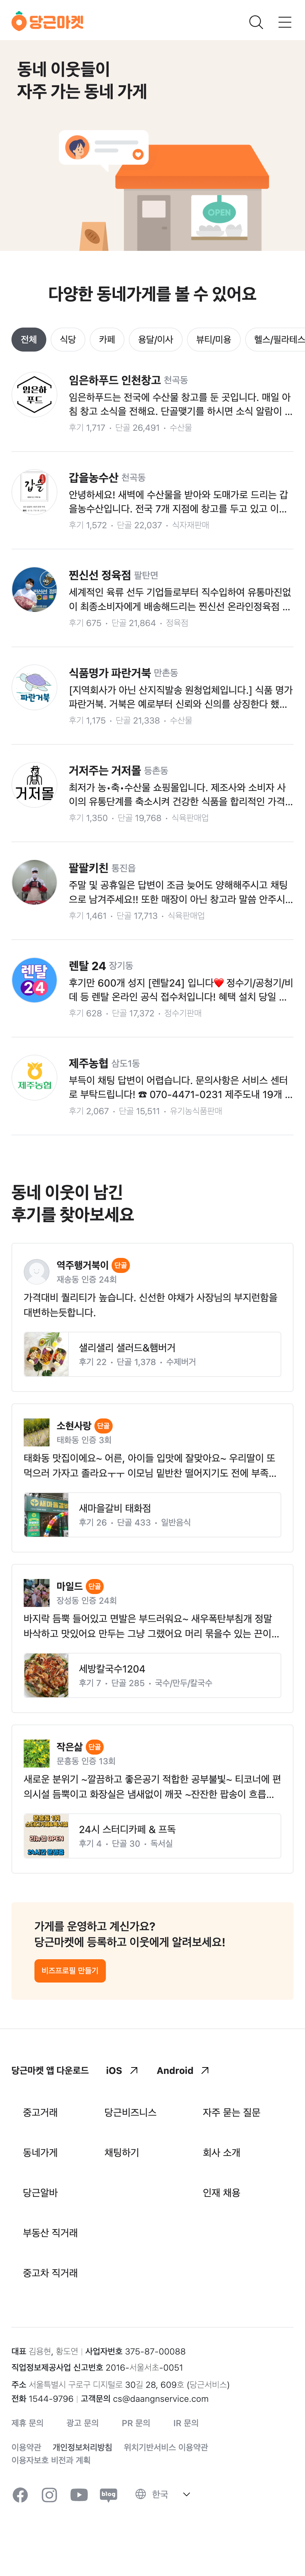 당근마켓
동네 이웃들이
자주 가는 동네 가게
OPEN
다양한 동네가게를 볼 수 있어요
전체 식당 카페 용달/이사 뷰티/미용 헬스/필라테스
임은하 푸드
임은하푸드 인천창고 천곡동
임은하푸드는 전국에 수산물 창고를 둔 곳입니다. 매일 아
침 창고 소식을 전해요. 단골맺기를 하시면 소식 알람이 ...
후기 1,717 · 단골 26,491 · 수산물
갑을
갑을농수산 천곡동
안녕하세요! 새벽에 수산물을 받아와 도매가로 드리는 갑
을농수산입니다. 전국 7개 지점에 창고를 두고 있고 이...
후기 1,572 · 단골 22,037 · 식자재판매
찐신선 정육점 팔탄면
세계적인 육류 선두 기업들로부터 직수입하여 유통마진없
이 최종소비자에게 배송해드리는 찐신선 온라인정육점 ...
후기 675 · 단골 21,864 · 정육점
파란거북
식품명가 파란거북 만촌동
[지역회사가 아닌 산지직발송 원청업체입니다.] 식품 명가
파란거북. 거북은 예로부터 신뢰와 신의를 상징한다 했...
후기 1,175 · 단골 21,338 · 수산물
거저몰
거저주는 거저몰 등촌동
최저가 농•축•수산물 쇼핑몰입니다. 제조사와 소비자 사
이의 유통단계를 축소시켜 건강한 식품을 합리적인 가격...
후기 1,350 · 단골 19,768 · 식육판매업
팔팔키친 통진읍
주말 및 공휴일은 답변이 조금 늦어도 양해해주시고 채팅
으로 남겨주세요!! 또한 매장이 아닌 창고라 말씀 안주시...
후기 1,461 · 단골 17,713 · 식육판매업
렌탈 24
렌탈 24 장기동
후기만 600개 성지 [렌탈24] 입니다❤️ 정수기/공청기/비
데 등 렌탈 온라인 공식 접수처입니다! 혜택 설치 당일 ...
후기 628 · 단골 17,372 · 정수기판매
제주농협
제주농협 삼도1동
부득이 채팅 답변이 어렵습니다. 문의사항은 서비스 센터
로 부탁드립니다! ☎ 070-4471-0231 제주도내 19개 ...
후기 2,067 · 단골 15,511 · 유기농식품판매
동네 이웃이 남긴
후기를 찾아보세요
역주행거북이 단골
재송동 인증 24회
가격대비 퀄리티가 높습니다. 신선한 야채가 사장님의 부지런함을
대변하는듯합니다.
샐리샐리 샐러드&햄버거
후기 22 · 단골 1,378 · 수제버거
소현사랑 단골
태화동 인증 3회
태화동 맛집이에요~ 어른, 아이들 입맛에 잘맞아요~ 우리딸이 또
먹으러 가자고 졸라요ㅜㅜ 이모님 밑반찬 떨어지기도 전에 부족...
새마을갈비 태화점
후기 26 · 단골 433 · 일반음식
마일드 단골
장성동 인증 24회
바지락 듬뿍 들어있고 면발은 부드러워요~ 새우폭탄부침개 정말
바삭하고 맛있어요 만두는 그냥 그랬어요 머리 묶을수 있는 끈이...
세방칼국수1204
후기 7 · 단골 285 · 국수/만두/칼국수
작은삶 단골
문흥동 인증 13회
새로운 분위기 ~깔끔하고 좋은공기 적합한 공부불빛~ 티코너에 편
의시설 듬뿍이고 화장실은 냄새없이 깨끗 ~잔잔한 팝송이 흐릅...
24시 스터디카페 & 프독
후기 4 · 단골 30 · 독서실
가게를 운영하고 계신가요?
당근마켓에 등록하고 이웃에게 알려보세요!
비즈프로필 만들기
당근마켓 앱 다운로드 iOS Android
중고거래 당근비즈니스 자주 묻는 질문
동네가게 채팅하기 회사 소개
당근알바 인재 채용
부동산 직거래
중고차 직거래
대표 김용현, 황도연 | 사업자번호 375-87-00088
직업정보제공사업 신고번호 2016-서울서초-0051
주소 서울특별시 구로구 디지털로 30길 28, 609호 (당근서비스)
전화 1544-9796 | 고객문의 cs@daangnservice.com
제휴 문의 광고 문의 PR 문의 IR 문의
이용약관 개인정보처리방침 위치기반서비스 이용약관
이용자보호 비전과 계획
blog 한국